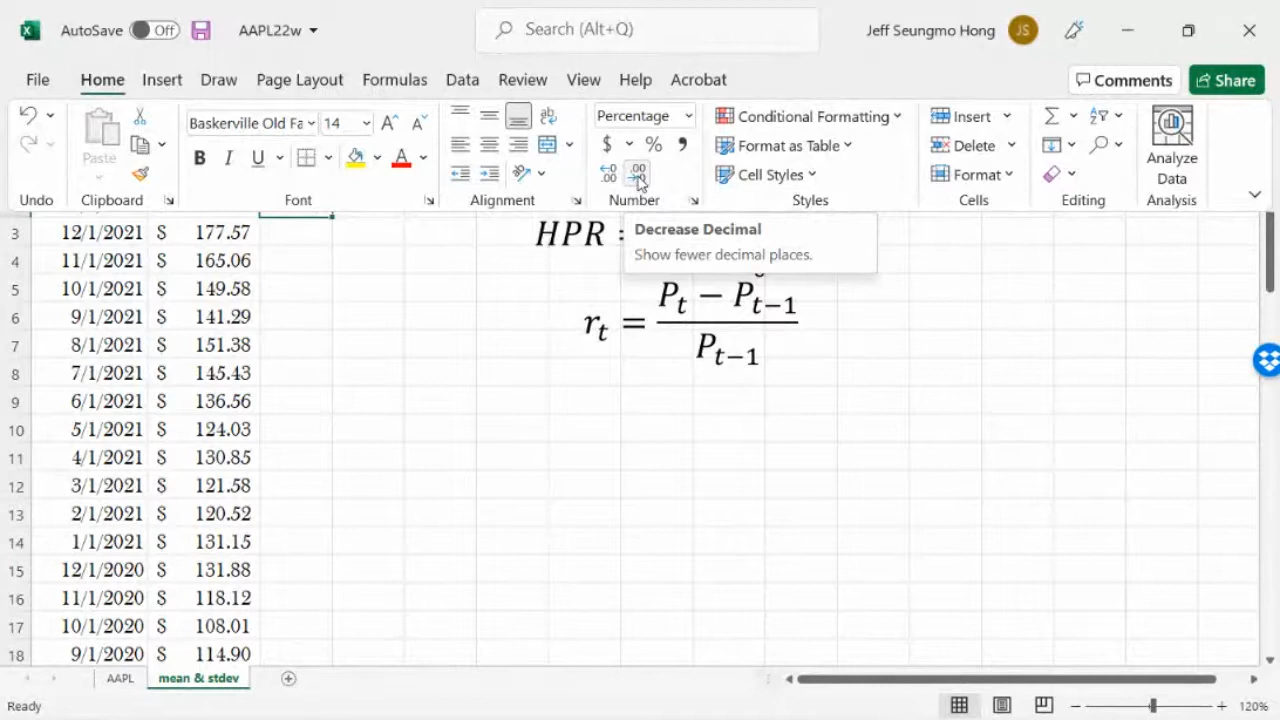 AutoSave Off AAPL22w Search (Alt+Q) Jeff Seungmo Hong JS
File Home Insert Draw Page Layout Formulas Data Review View Help Acrobat Comments Share
Baskerville Old Fa 14 Percentage Conditional Formatting Insert
Paste B I U A $ % Format as Table Delete Analyze
Data
Cell Styles Format
Undo Clipboard Font Alignment Number Styles Cells Editing Analysis
Decrease Decimal
Show fewer decimal places.
HPR =
r_t = (P_t − P_{t−1}) / P_{t−1}
3 12/1/2021 $ 177.57
4 11/1/2021 $ 165.06
5 10/1/2021 $ 149.58
6 9/1/2021 $ 141.29
7 8/1/2021 $ 151.38
8 7/1/2021 $ 145.43
9 6/1/2021 $ 136.56
10 5/1/2021 $ 124.03
11 4/1/2021 $ 130.85
12 3/1/2021 $ 121.58
13 2/1/2021 $ 120.52
14 1/1/2021 $ 131.15
15 12/1/2020 $ 131.88
16 11/1/2020 $ 118.12
17 10/1/2020 $ 108.01
18 9/1/2020 $ 114.90
AAPL mean & stdev
Ready 120%